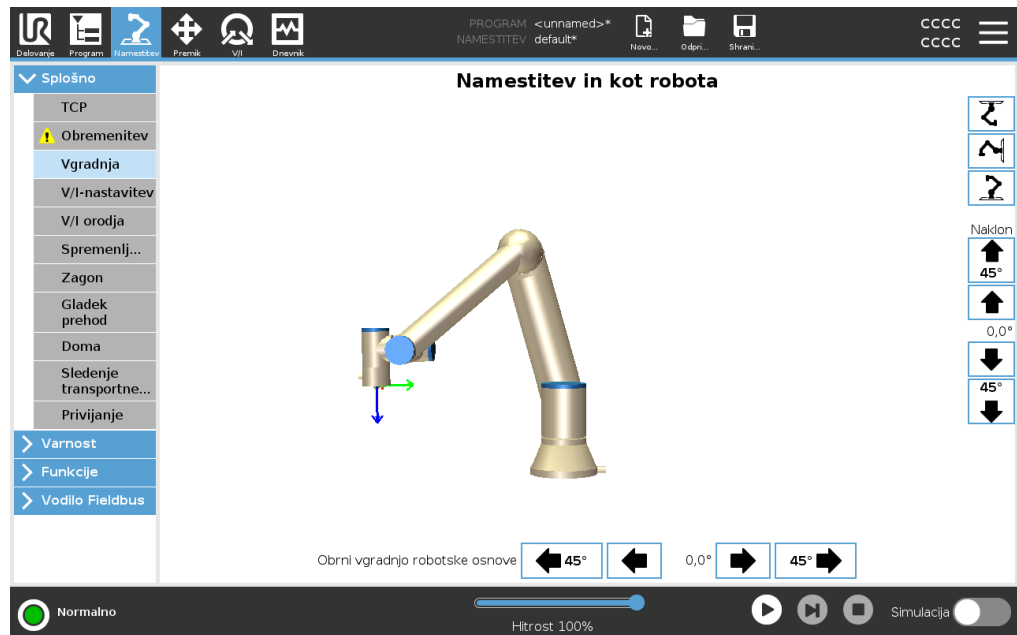 UR
PROGRAM <unnamed>*
NAMESTITEV default*
CCCC
CCCC
Delovanje Program Namestitev Premik V/I Dnevnik Novo... Odpri... Shrani...
Splošno
Namestitev in kot robota
TCP
Obremenitev
Vgradnja
V/I-nastavitev
V/I orodja
Spremenlj...
Zagon
Gladek
prehod
Doma
Sledenje
transportne...
Privijanje
Varnost
Funkcije
Vodilo Fieldbus
Naklon
45°
0,0°
45°
Obrni vgradnjo robotske osnove 45° 0,0° 45°
Normalno
Hitrost 100%
Simulacija